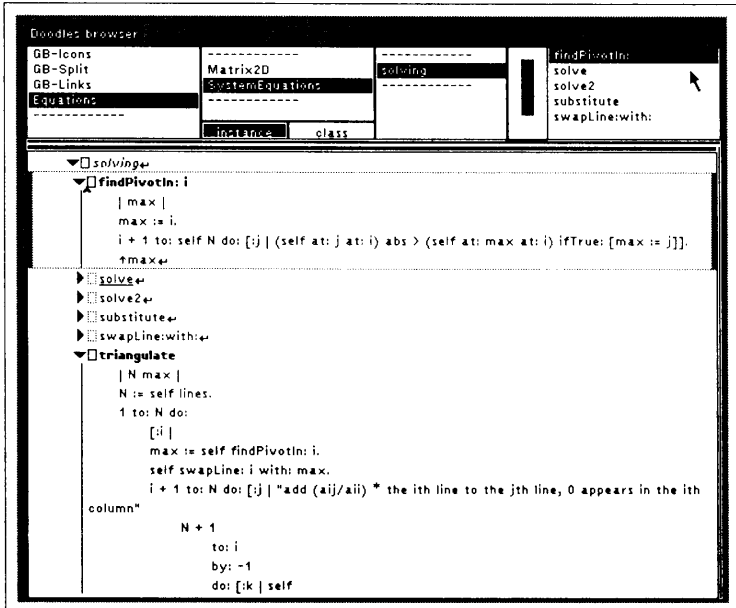 Doodles browser
GB-Icons
GB-Split
GB-Links
Equations
-------------
-------------
Matrix2D
SystemEquations
-------------
instance
class
-------------
solving
-------------
findPivotIn:
solve
solve2
substitute
swapLine:with:
solving↵
findPivotIn: i
| max |
max := i.
i + 1 to: self N do: [:j | (self at: j at: i) abs > (self at: max at: i) ifTrue: [max := j]].
↑max↵
solve↵
solve2↵
substitute↵
swapLine:with:↵
triangulate
| N max |
N := self lines.
1 to: N do:
[:i |
max := self findPivotIn: i.
self swapLine: i with: max.
i + 1 to: N do: [:j | "add (aij/aii) * the ith line to the jth line, 0 appears in the ith
column"
N + 1
to: i
by: -1
do: [:k | self